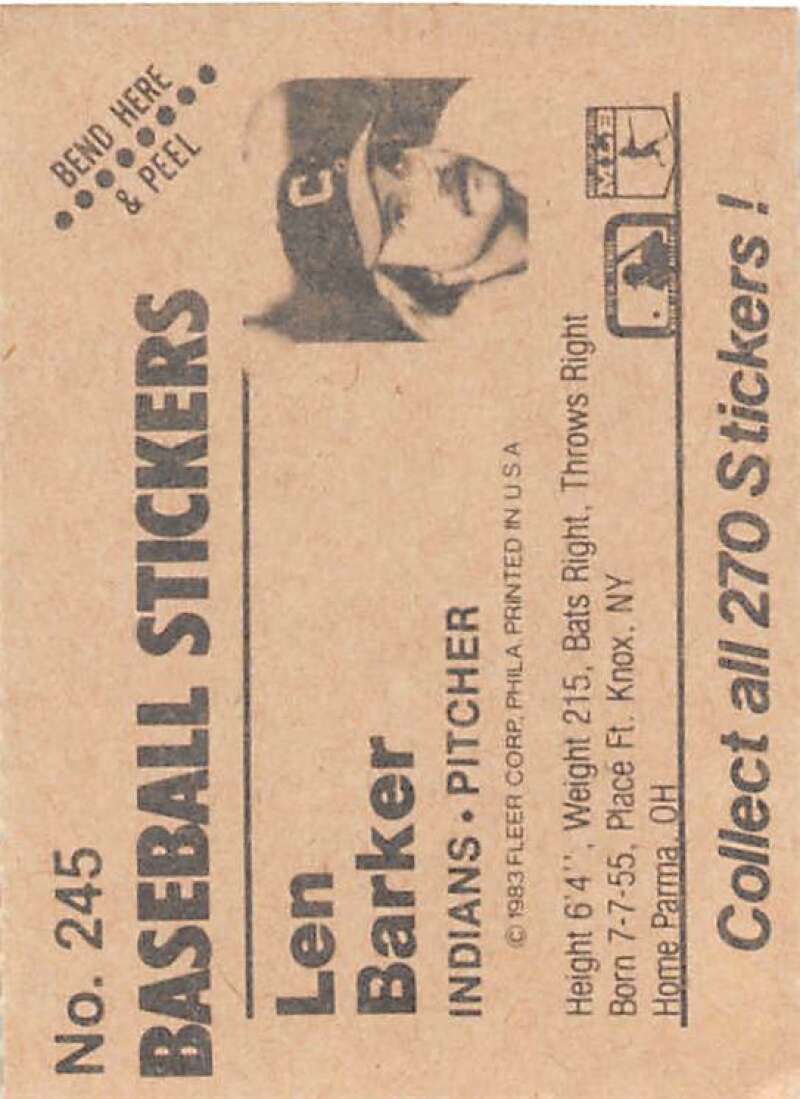 No. 245
BEND HERE
& PEEL
BASEBALL STICKERS
C
Len
Barker
INDIANS • PITCHER
© 1983 FLEER CORP. PHILA PRINTED IN U S A
Height 6'4'', Weight 215, Bats Right, Throws Right
Born 7-7-55, Place Ft. Knox, NY
Home Parma, OH
Collect all 270 Stickers!